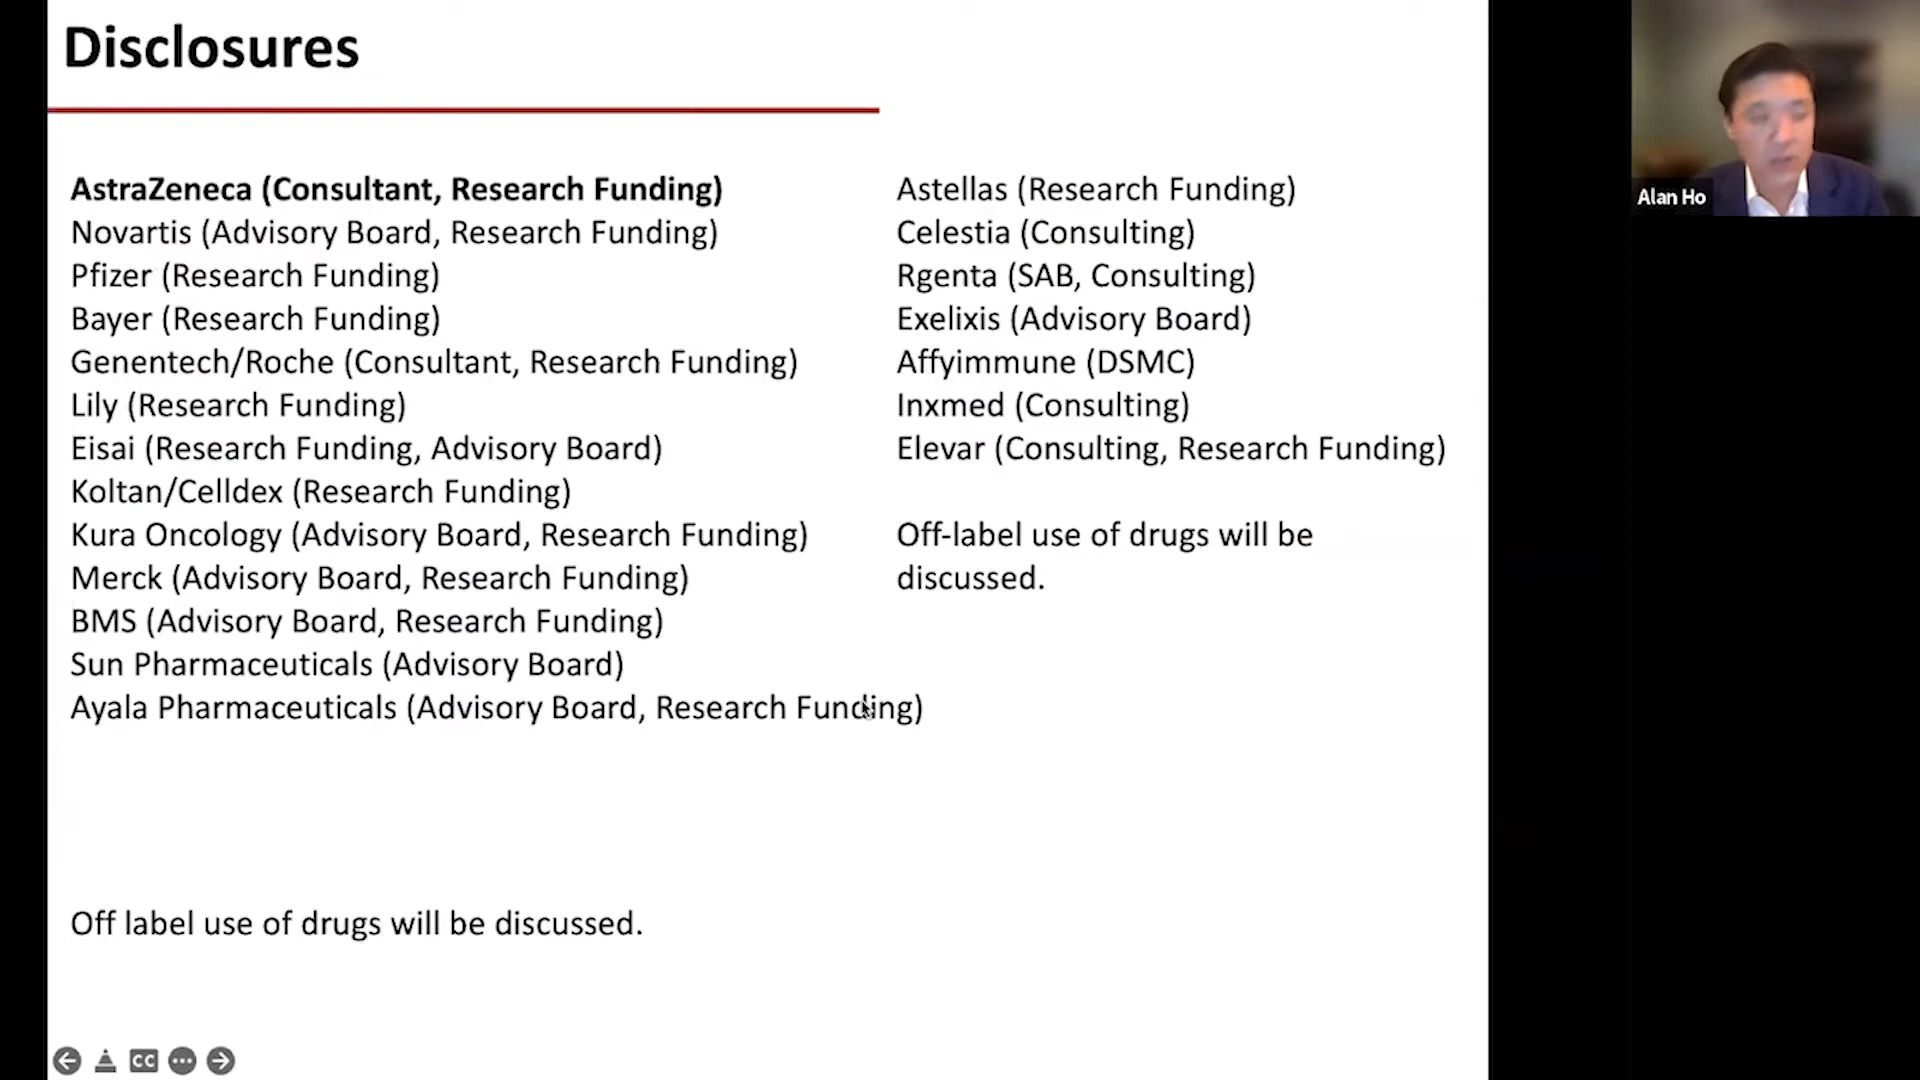 Disclosures
AstraZeneca (Consultant, Research Funding)
Novartis (Advisory Board, Research Funding)
Pfizer (Research Funding)
Bayer (Research Funding)
Genentech/Roche (Consultant, Research Funding)
Lily (Research Funding)
Eisai (Research Funding, Advisory Board)
Koltan/Celldex (Research Funding)
Kura Oncology (Advisory Board, Research Funding)
Merck (Advisory Board, Research Funding)
BMS (Advisory Board, Research Funding)
Sun Pharmaceuticals (Advisory Board)
Ayala Pharmaceuticals (Advisory Board, Research Funding)
Off label use of drugs will be discussed.
Astellas (Research Funding)
Celestia (Consulting)
Rgenta (SAB, Consulting)
Exelixis (Advisory Board)
Affyimmune (DSMC)
Inxmed (Consulting)
Elevar (Consulting, Research Funding)
Off-label use of drugs will be
discussed.
Alan Ho
CC